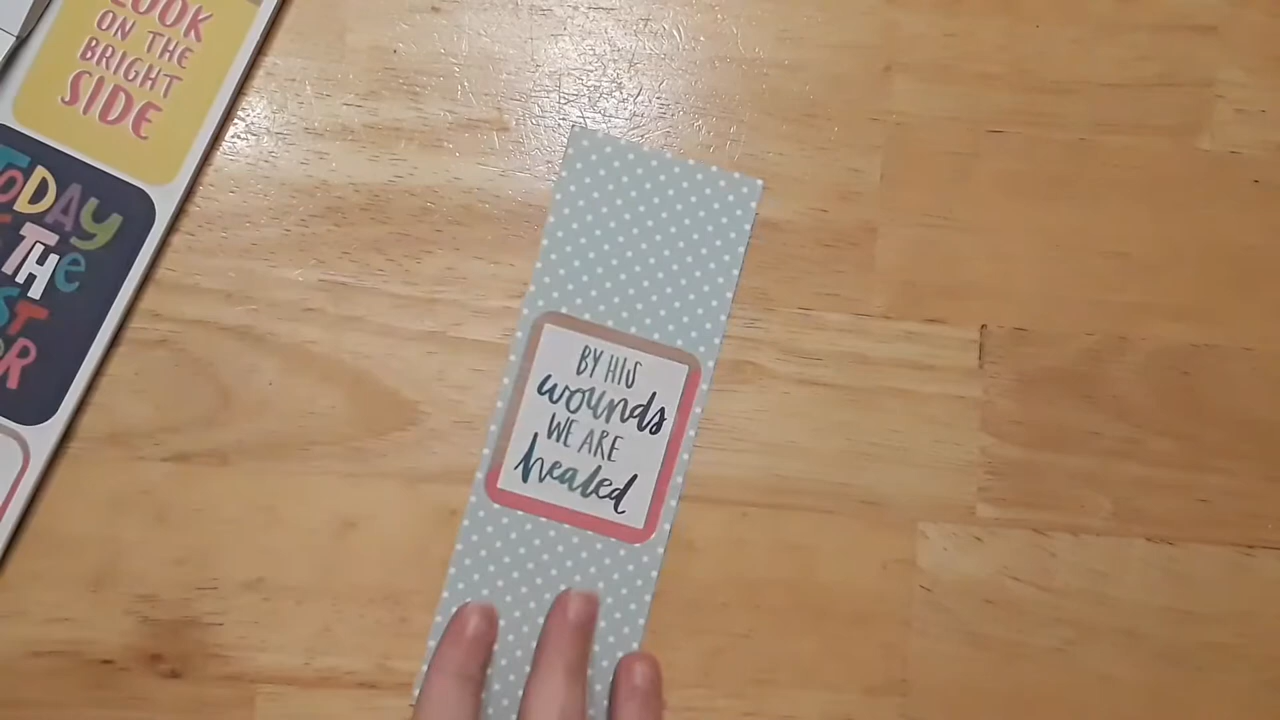 LOOK
ON THE
BRIGHT
SIDE
TODAY
THE
BY HIS
wounds
WE ARE
healed